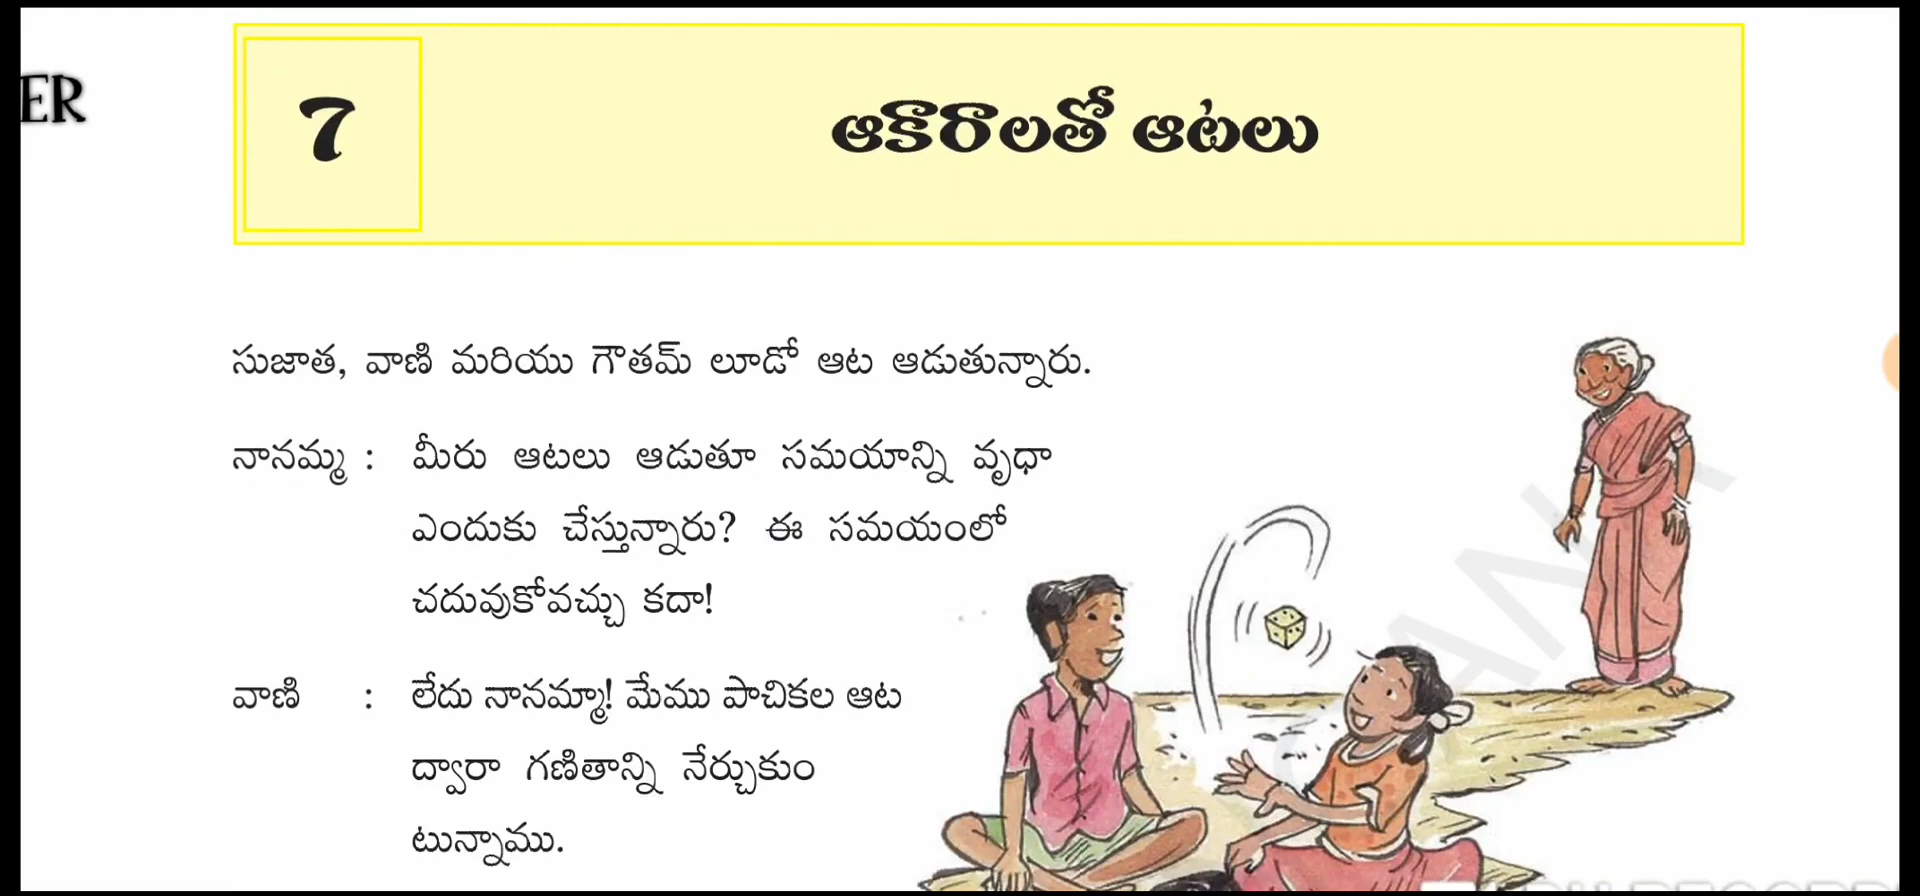 ER
7
ఆకారాలతో ఆటలు
సుజాత, వాణి మరియు గౌతమ్ లూడో ఆట ఆడుతున్నారు.
నానమ్మ : మీరు ఆటలు ఆడుతూ సమయాన్ని వృధా
ఎందుకు చేస్తున్నారు? ఈ సమయంలో
చదువుకోవచ్చు కదా!
వాణి : లేదు నానమ్మా! మేము పాచికల ఆట
ద్వారా గణితాన్ని నేర్చుకుం
టున్నాము.